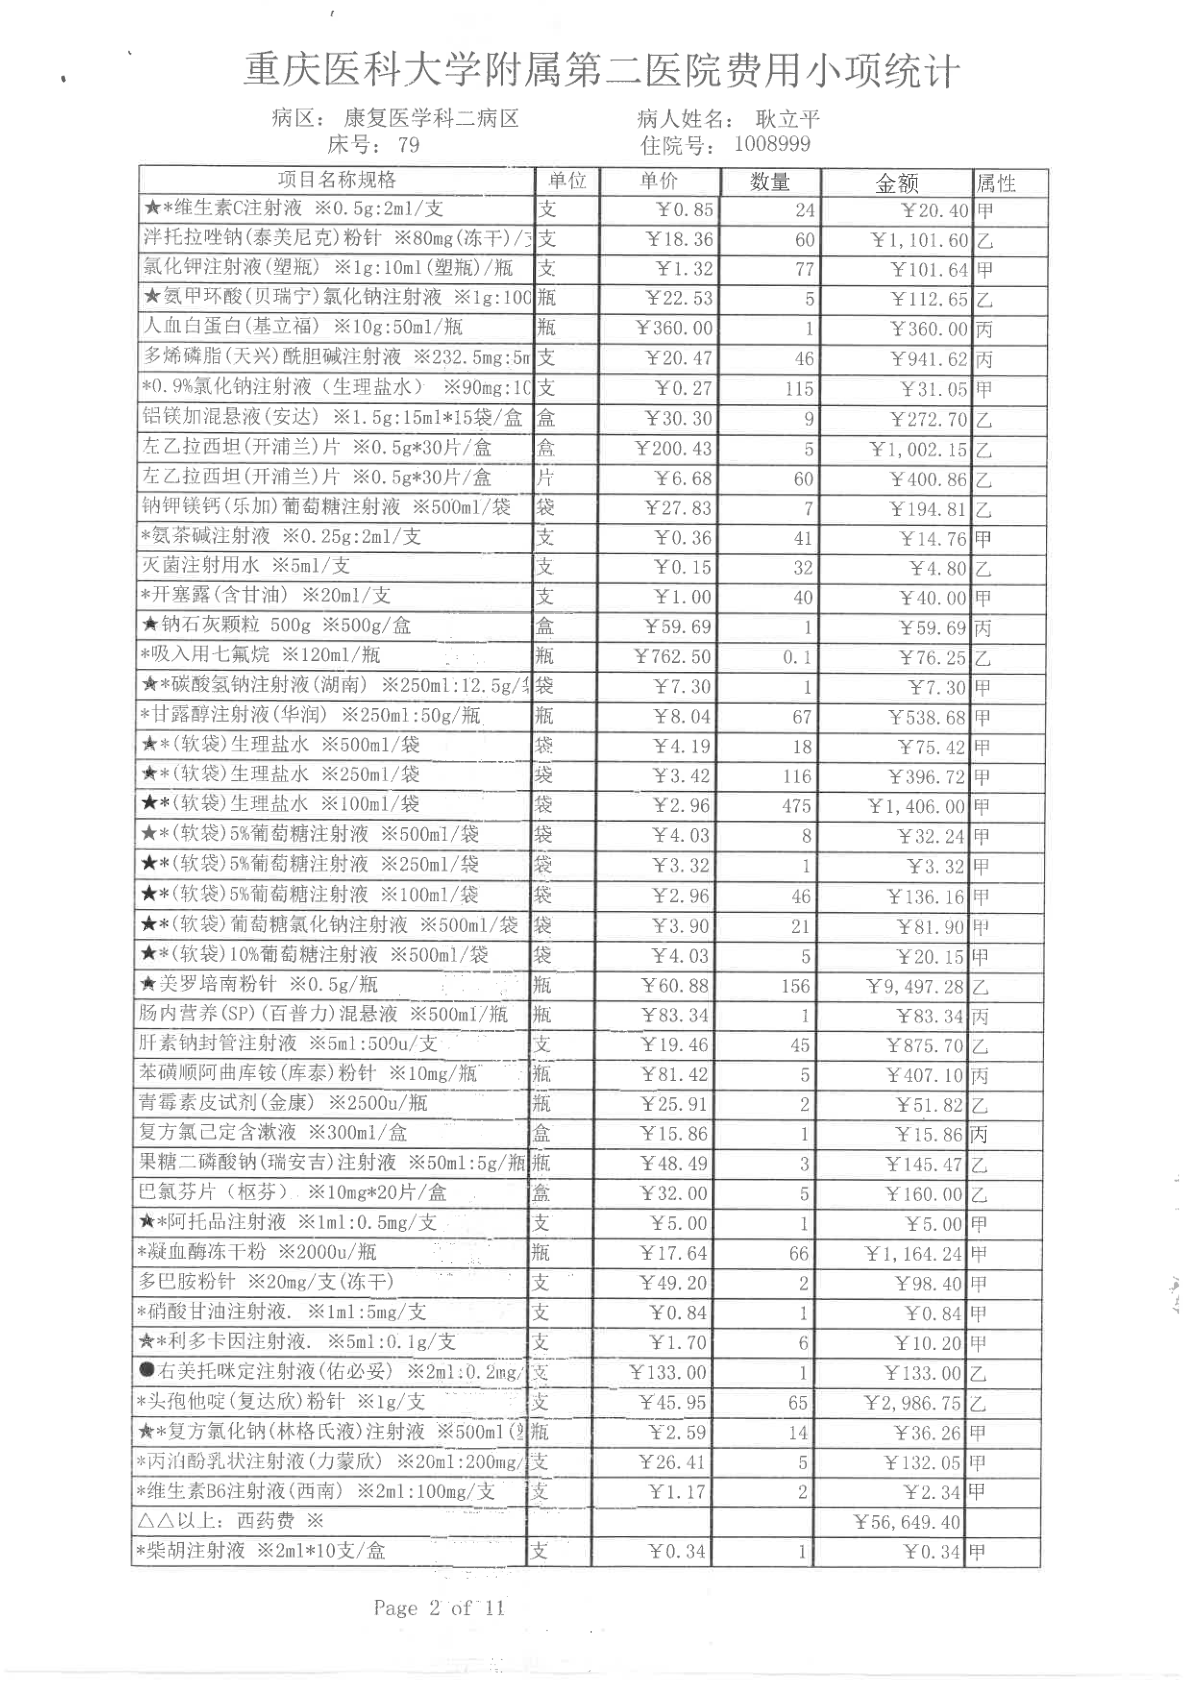 重庆医科大学附属第二医院费用小项统计
病区： 康复医学科二病区 病人姓名： 耿立平
床号： 79 住院号： 1008999
项目名称规格 单位 单价 数量 金额 属性
★*维生素C注射液 ※0.5g:2ml/支 支 ￥0.85 24 ￥20.40 甲
泮托拉唑钠(泰美尼克)粉针 ※80mg(冻干)/ 支 ￥18.36 60 ￥1,101.60 乙
氯化钾注射液(塑瓶) ※1g:10ml(塑瓶)/瓶 支 ￥1.32 77 ￥101.64 甲
★氨甲环酸(贝瑞宁)氯化钠注射液 ※1g:100 瓶 ￥22.53 5 ￥112.65 乙
人血白蛋白(基立福) ※10g:50ml/瓶 瓶 ￥360.00 1 ￥360.00 丙
多烯磷脂(天兴)酰胆碱注射液 ※232.5mg:5m 支 ￥20.47 46 ￥941.62 丙
*0.9%氯化钠注射液（生理盐水） ※90mg:10 支 ￥0.27 115 ￥31.05 甲
铝镁加混悬液(安达) ※1.5g:15ml*15袋/盒 盒 ￥30.30 9 ￥272.70 乙
左乙拉西坦(开浦兰)片 ※0.5g*30片/盒 盒 ￥200.43 5 ￥1,002.15 乙
左乙拉西坦(开浦兰)片 ※0.5g*30片/盒 片 ￥6.68 60 ￥400.86 乙
钠钾镁钙(乐加)葡萄糖注射液 ※500ml/袋 袋 ￥27.83 7 ￥194.81 乙
*氨茶碱注射液 ※0.25g:2ml/支 支 ￥0.36 41 ￥14.76 甲
灭菌注射用水 ※5ml/支 支 ￥0.15 32 ￥4.80 乙
*开塞露(含甘油) ※20ml/支 支 ￥1.00 40 ￥40.00 甲
★钠石灰颗粒 500g ※500g/盒 盒 ￥59.69 1 ￥59.69 丙
*吸入用七氟烷 ※120ml/瓶 瓶 ￥762.50 0.1 ￥76.25 乙
★*碳酸氢钠注射液(湖南) ※250ml:12.5g/ 袋 ￥7.30 1 ￥7.30 甲
*甘露醇注射液(华润) ※250ml:50g/瓶 瓶 ￥8.04 67 ￥538.68 甲
★*(软袋)生理盐水 ※500ml/袋 袋 ￥4.19 18 ￥75.42 甲
★*(软袋)生理盐水 ※250ml/袋 袋 ￥3.42 116 ￥396.72 甲
★*(软袋)生理盐水 ※100ml/袋 袋 ￥2.96 475 ￥1,406.00 甲
★*(软袋)5%葡萄糖注射液 ※500ml/袋 袋 ￥4.03 8 ￥32.24 甲
★*(软袋)5%葡萄糖注射液 ※250ml/袋 袋 ￥3.32 1 ￥3.32 甲
★*(软袋)5%葡萄糖注射液 ※100ml/袋 袋 ￥2.96 46 ￥136.16 甲
★*(软袋)葡萄糖氯化钠注射液 ※500ml/袋 袋 ￥3.90 21 ￥81.90 甲
★*(软袋)10%葡萄糖注射液 ※500ml/袋 袋 ￥4.03 5 ￥20.15 甲
★美罗培南粉针 ※0.5g/瓶 瓶 ￥60.88 156 ￥9,497.28 乙
肠内营养(SP)(百普力)混悬液 ※500ml/瓶 瓶 ￥83.34 1 ￥83.34 丙
肝素钠封管注射液 ※5ml:500u/支 支 ￥19.46 45 ￥875.70 乙
苯磺顺阿曲库铵(库泰)粉针 ※10mg/瓶 瓶 ￥81.42 5 ￥407.10 丙
青霉素皮试剂(金康) ※2500u/瓶 瓶 ￥25.91 2 ￥51.82 乙
复方氯己定含漱液 ※300ml/盒 盒 ￥15.86 1 ￥15.86 丙
果糖二磷酸钠(瑞安吉)注射液 ※50ml:5g/瓶 瓶 ￥48.49 3 ￥145.47 乙
巴氯芬片（枢芬） ※10mg*20片/盒 盒 ￥32.00 5 ￥160.00 乙
★*阿托品注射液 ※1ml:0.5mg/支 支 ￥5.00 1 ￥5.00 甲
*凝血酶冻干粉 ※2000u/瓶 瓶 ￥17.64 66 ￥1,164.24 甲
多巴胺粉针 ※20mg/支(冻干) 支 ￥49.20 2 ￥98.40 甲
*硝酸甘油注射液. ※1ml:5mg/支 支 ￥0.84 1 ￥0.84 甲
★*利多卡因注射液. ※5ml:0.1g/支 支 ￥1.70 6 ￥10.20 甲
●右美托咪定注射液(佑必妥) ※2ml:0.2mg/ 支 ￥133.00 1 ￥133.00 乙
*头孢他啶(复达欣)粉针 ※1g/支 支 ￥45.95 65 ￥2,986.75 乙
★*复方氯化钠(林格氏液)注射液 ※500ml( 瓶 ￥2.59 14 ￥36.26 甲
*丙泊酚乳状注射液(力蒙欣) ※20ml:200mg/ 支 ￥26.41 5 ￥132.05 甲
*维生素B6注射液(西南) ※2ml:100mg/支 支 ￥1.17 2 ￥2.34 甲
△△以上: 西药费 ※ ￥56,649.40
*柴胡注射液 ※2ml*10支/盒 支 ￥0.34 1 ￥0.34 甲
Page 2 of 11